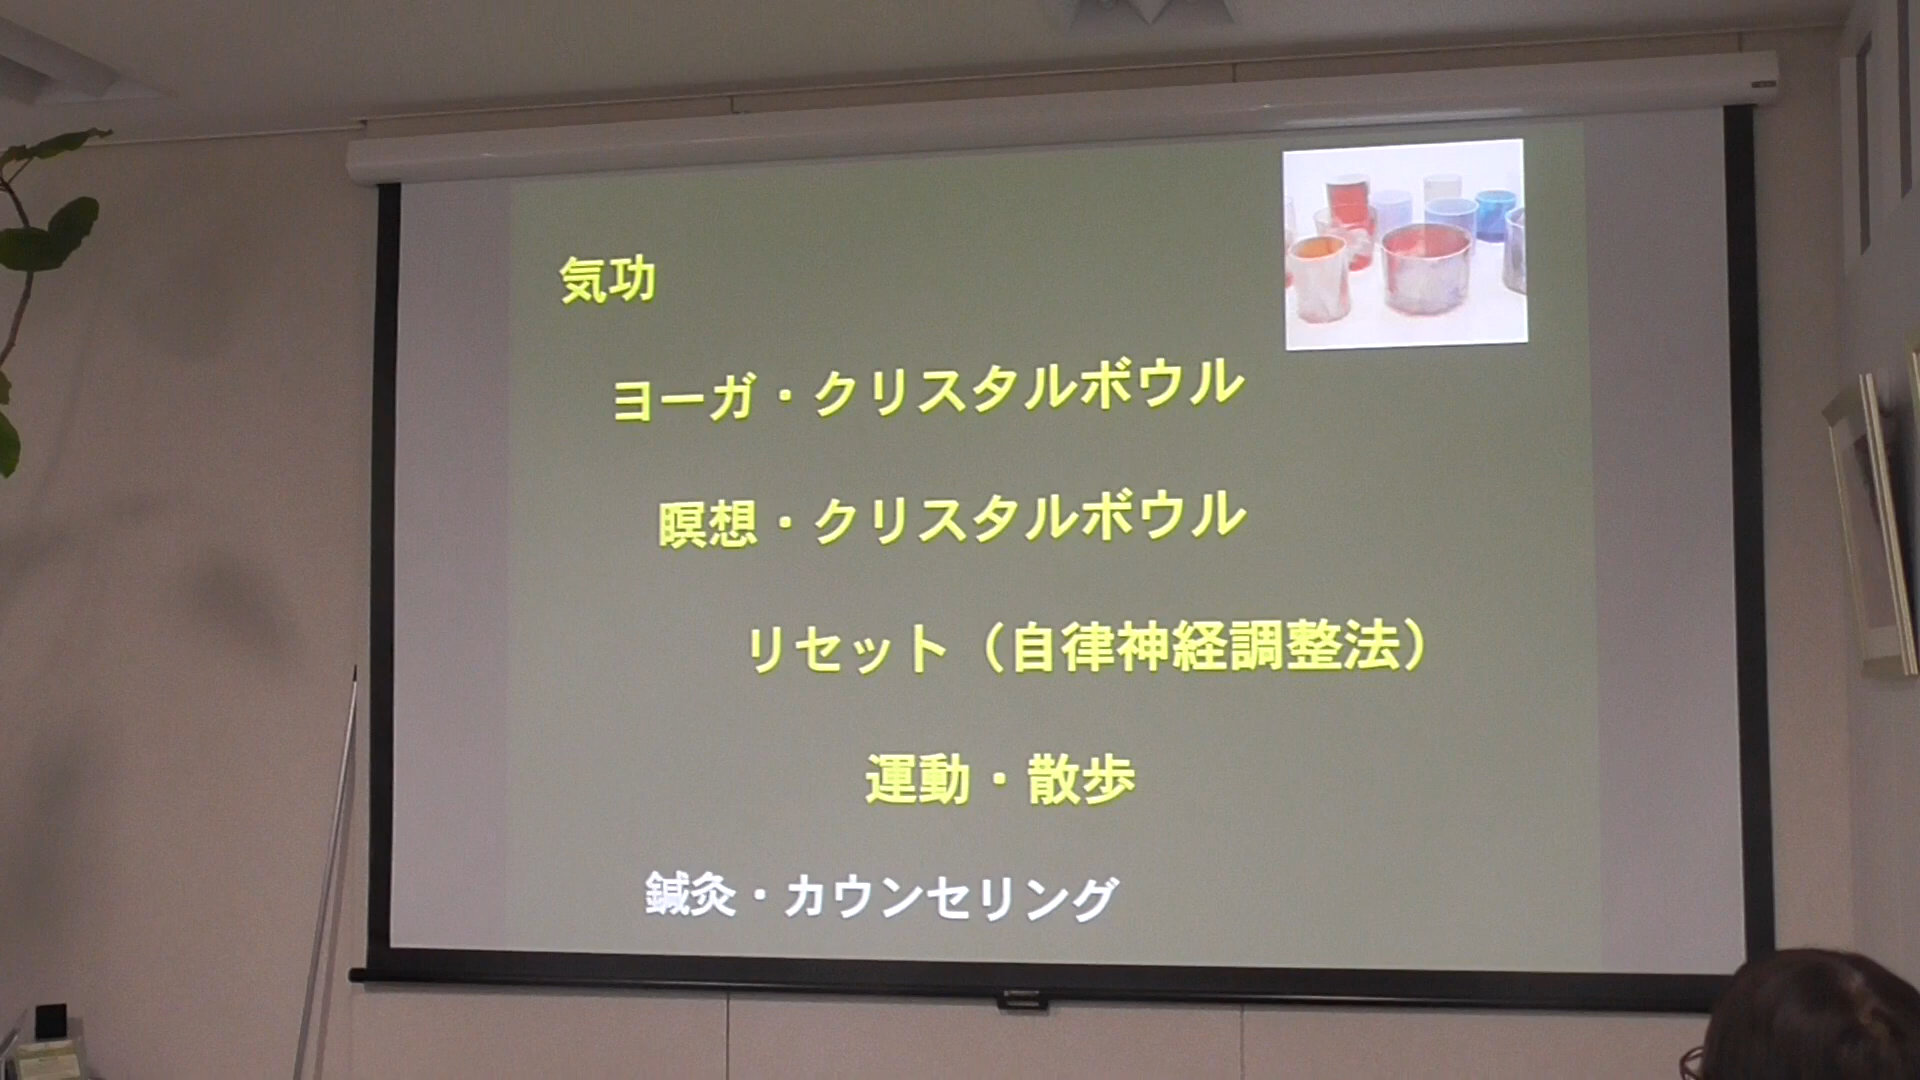 気功
ヨーガ・クリスタルボウル
瞑想・クリスタルボウル
リセット（自律神経調整法）
運動・散歩
鍼灸・カウンセリング